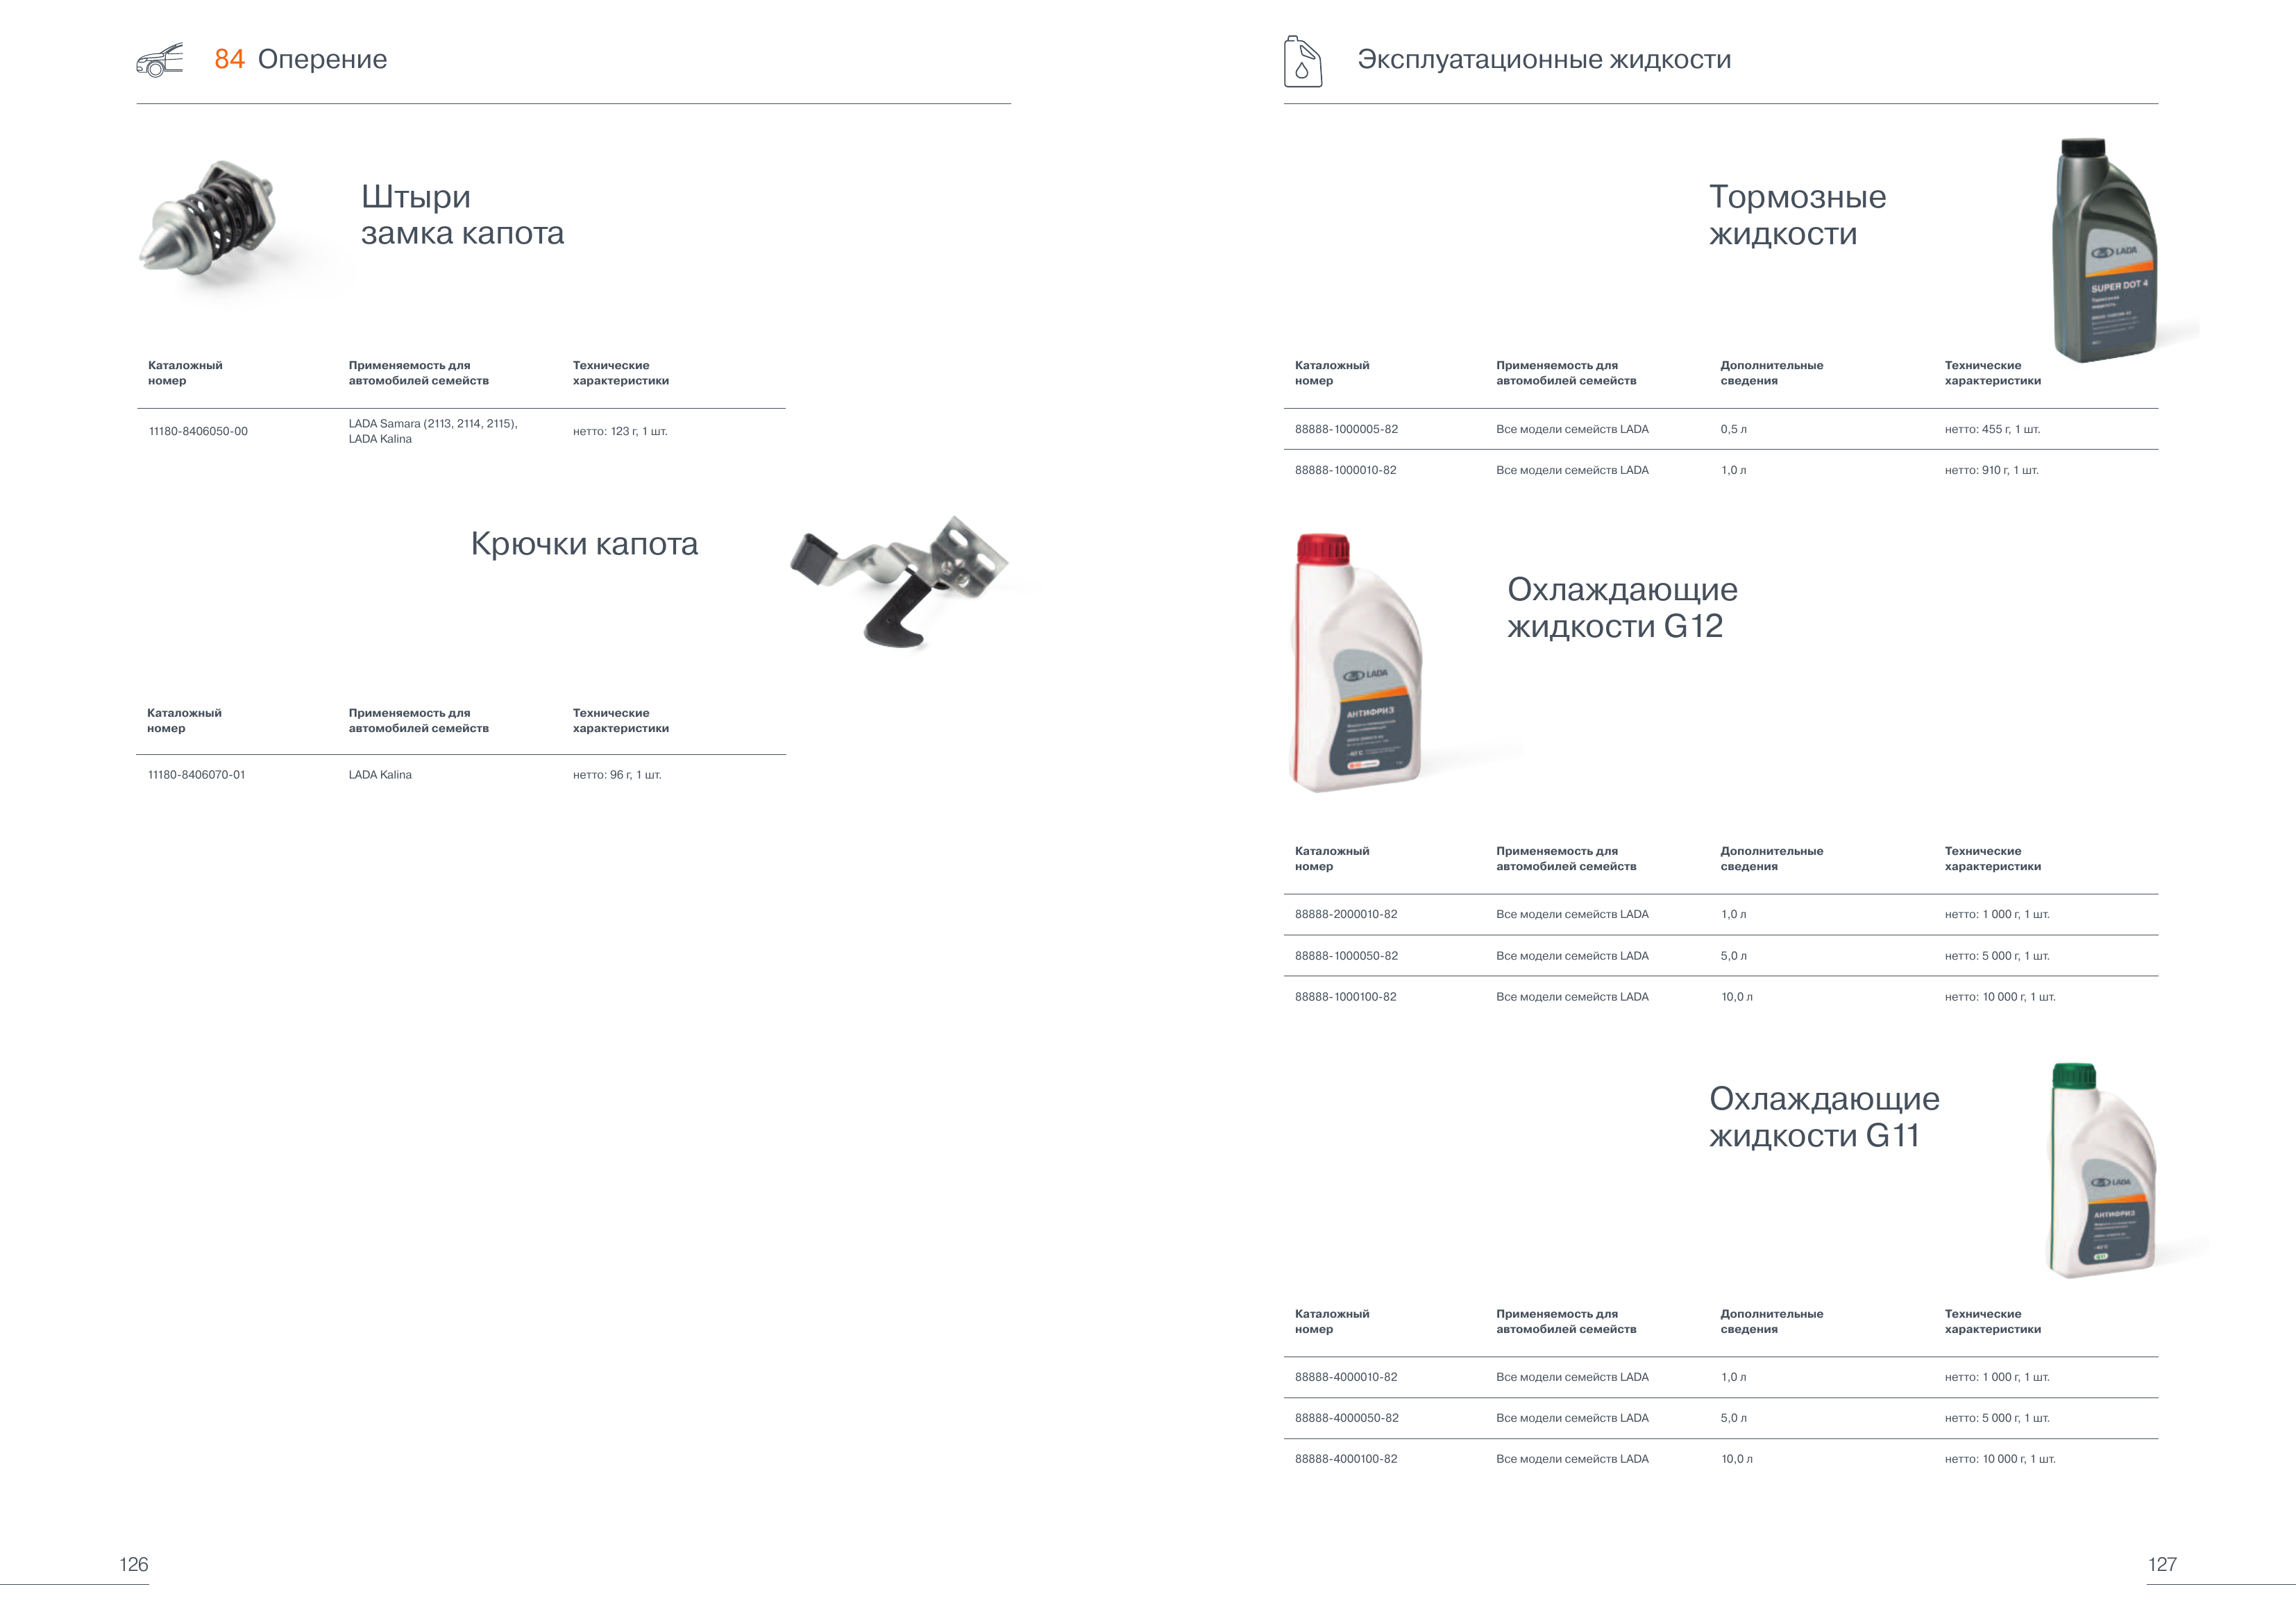 84 Оперение
Штыри
замка капота
Каталожный
номер
Применяемость для
автомобилей семейств
Технические
характеристики
11180-8406050-00
LADA Samara (2113, 2114, 2115),
LADA Kalina
нетто: 123 г, 1 шт.
Крючки капота
Каталожный
номер
Применяемость для
автомобилей семейств
Технические
характеристики
11180-8406070-01
LADA Kalina
нетто: 96 г, 1 шт.
126
Эксплуатационные жидкости
Тормозные
жидкости
LADA
SUPER DOT 4
Каталожный
номер
Применяемость для
автомобилей семейств
Дополнительные
сведения
Технические
характеристики
88888-1000005-82
Все модели семейств LADA
0,5 л
нетто: 455 г, 1 шт.
88888-1000010-82
Все модели семейств LADA
1,0 л
нетто: 910 г, 1 шт.
Охлаждающие
жидкости G12
LADA
АНТИФРИЗ
Каталожный
номер
Применяемость для
автомобилей семейств
Дополнительные
сведения
Технические
характеристики
88888-2000010-82
Все модели семейств LADA
1,0 л
нетто: 1 000 г, 1 шт.
88888-1000050-82
Все модели семейств LADA
5,0 л
нетто: 5 000 г, 1 шт.
88888-1000100-82
Все модели семейств LADA
10,0 л
нетто: 10 000 г, 1 шт.
Охлаждающие
жидкости G11
LADA
АНТИФРИЗ
Каталожный
номер
Применяемость для
автомобилей семейств
Дополнительные
сведения
Технические
характеристики
88888-4000010-82
Все модели семейств LADA
1,0 л
нетто: 1 000 г, 1 шт.
88888-4000050-82
Все модели семейств LADA
5,0 л
нетто: 5 000 г, 1 шт.
88888-4000100-82
Все модели семейств LADA
10,0 л
нетто: 10 000 г, 1 шт.
127